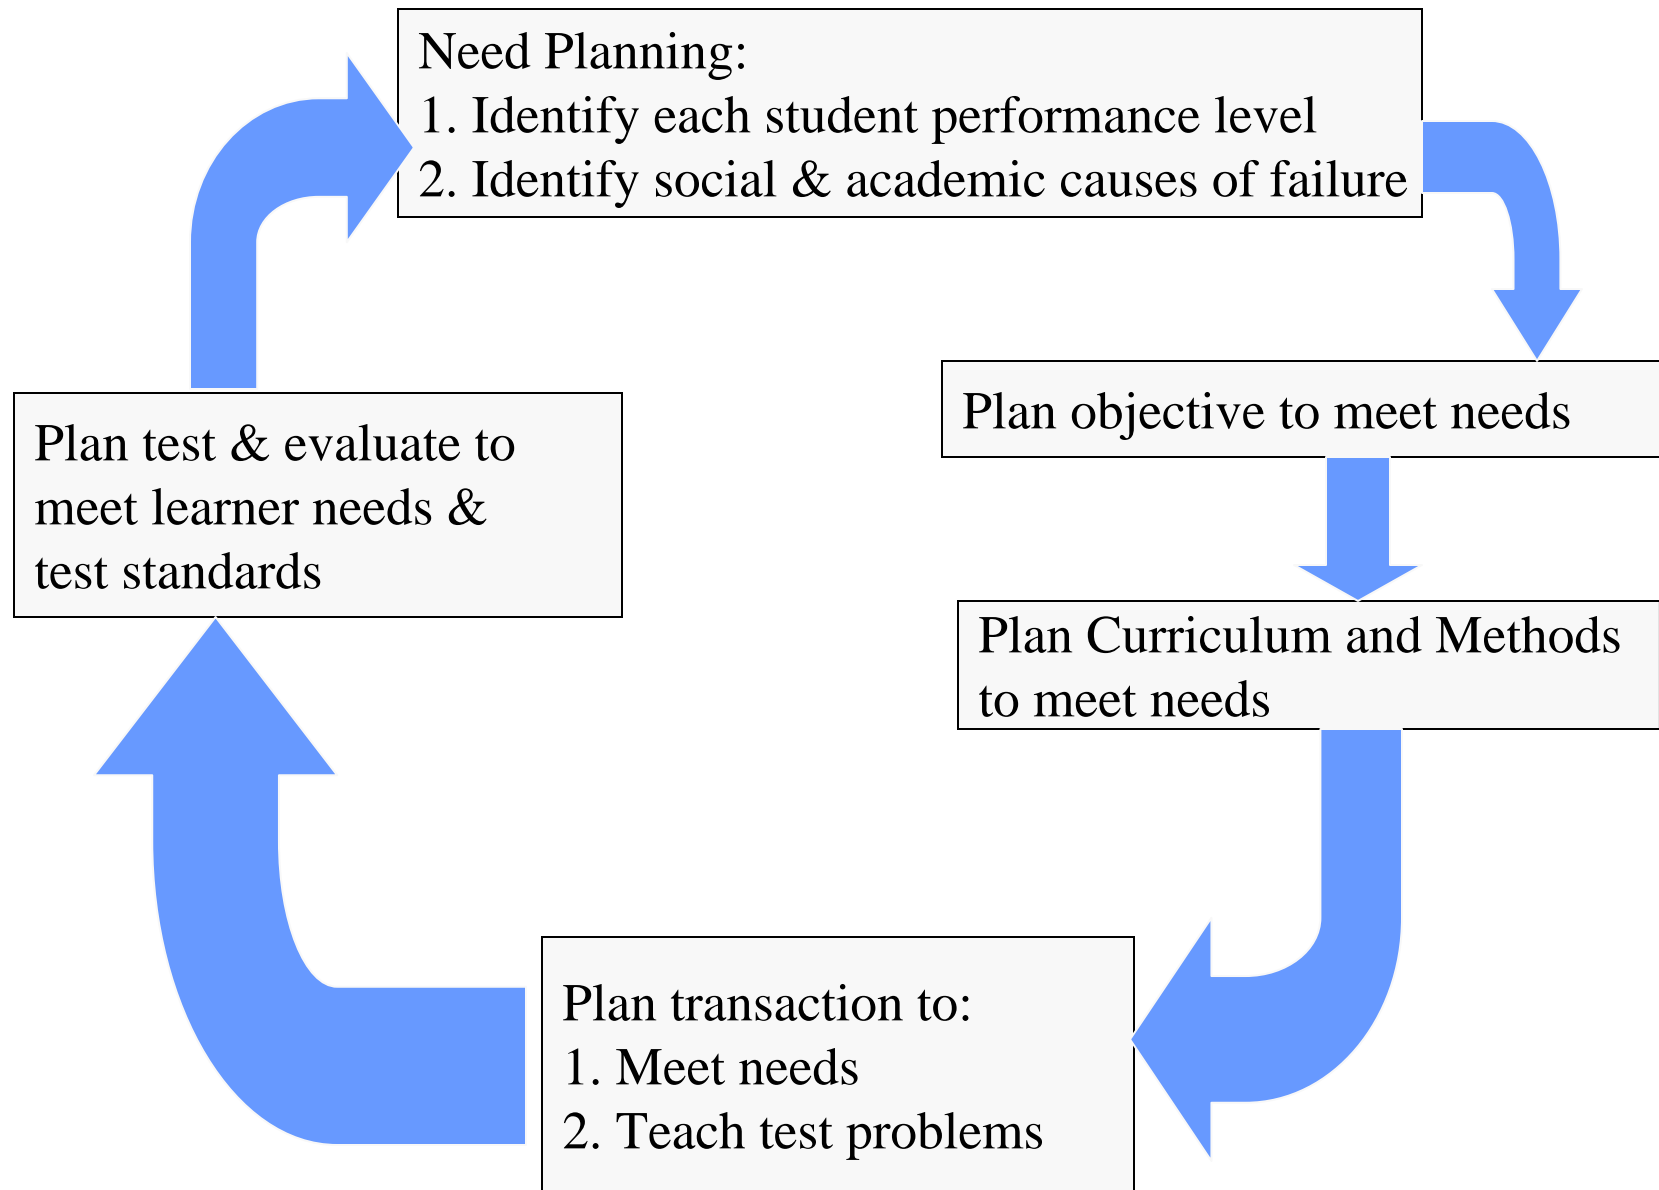 Need Planning:
1. Identify each student performance level
2. Identify social & academic causes of failure
Plan objective to meet needs
Plan Curriculum and Methods
to meet needs
Plan transaction to:
1. Meet needs
2. Teach test problems
Plan test & evaluate to
meet learner needs &
test standards